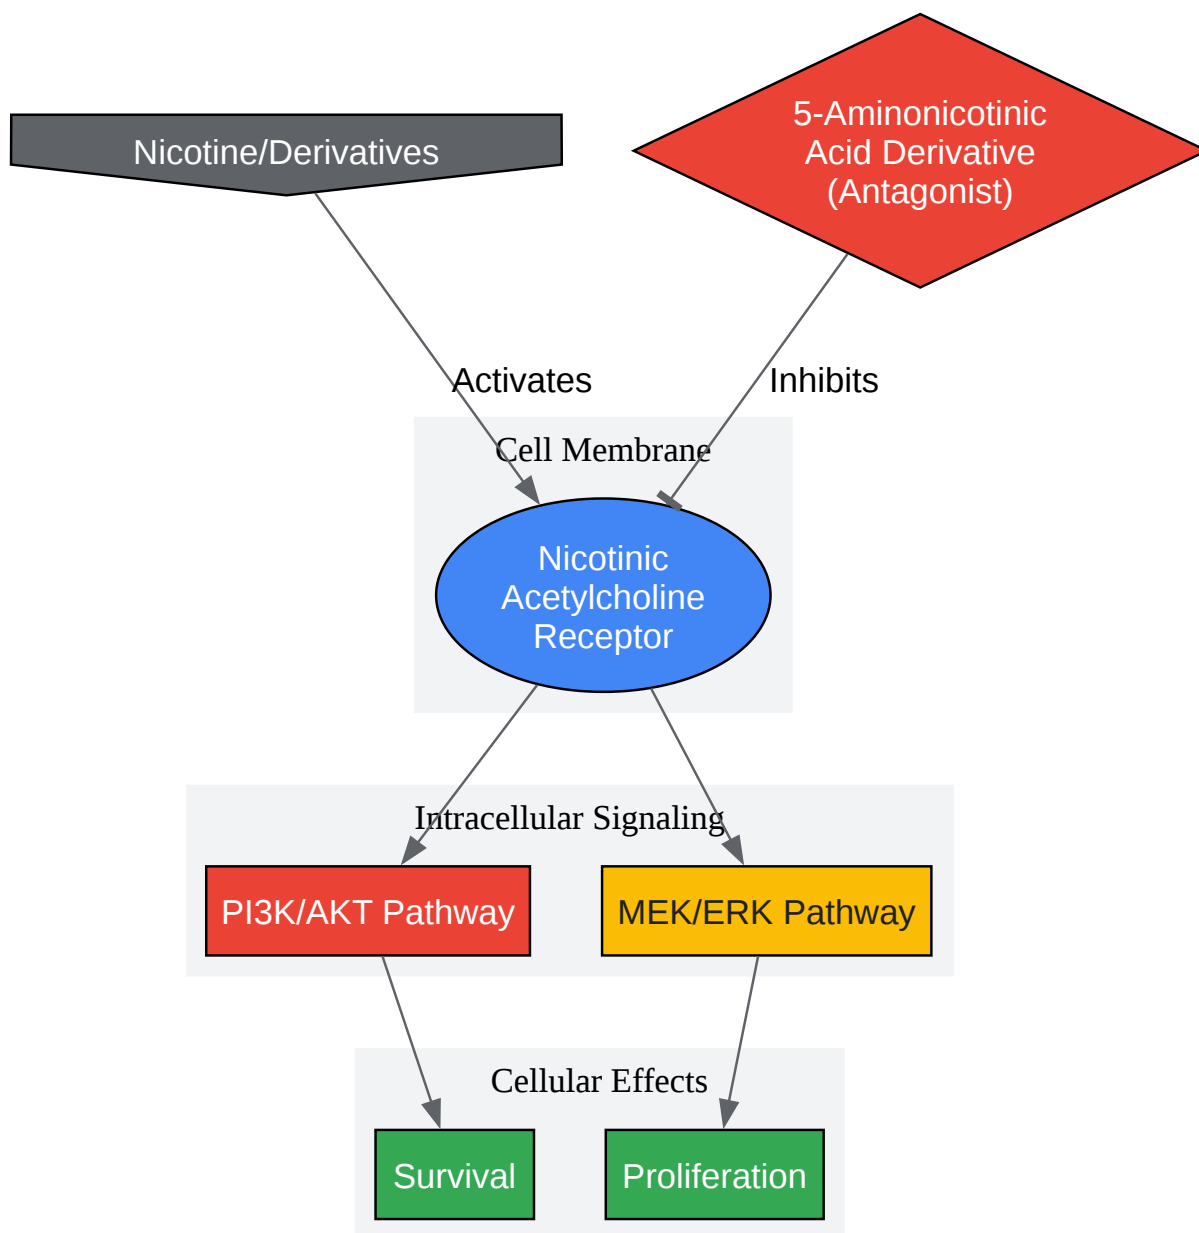 Nicotine/Derivatives
5-Aminonicotinic
Acid Derivative
(Antagonist)
Activates
Inhibits
Cell Membrane
Nicotinic
Acetylcholine
Receptor
Intracellular Signaling
PI3K/AKT Pathway
MEK/ERK Pathway
Cellular Effects
Survival
Proliferation